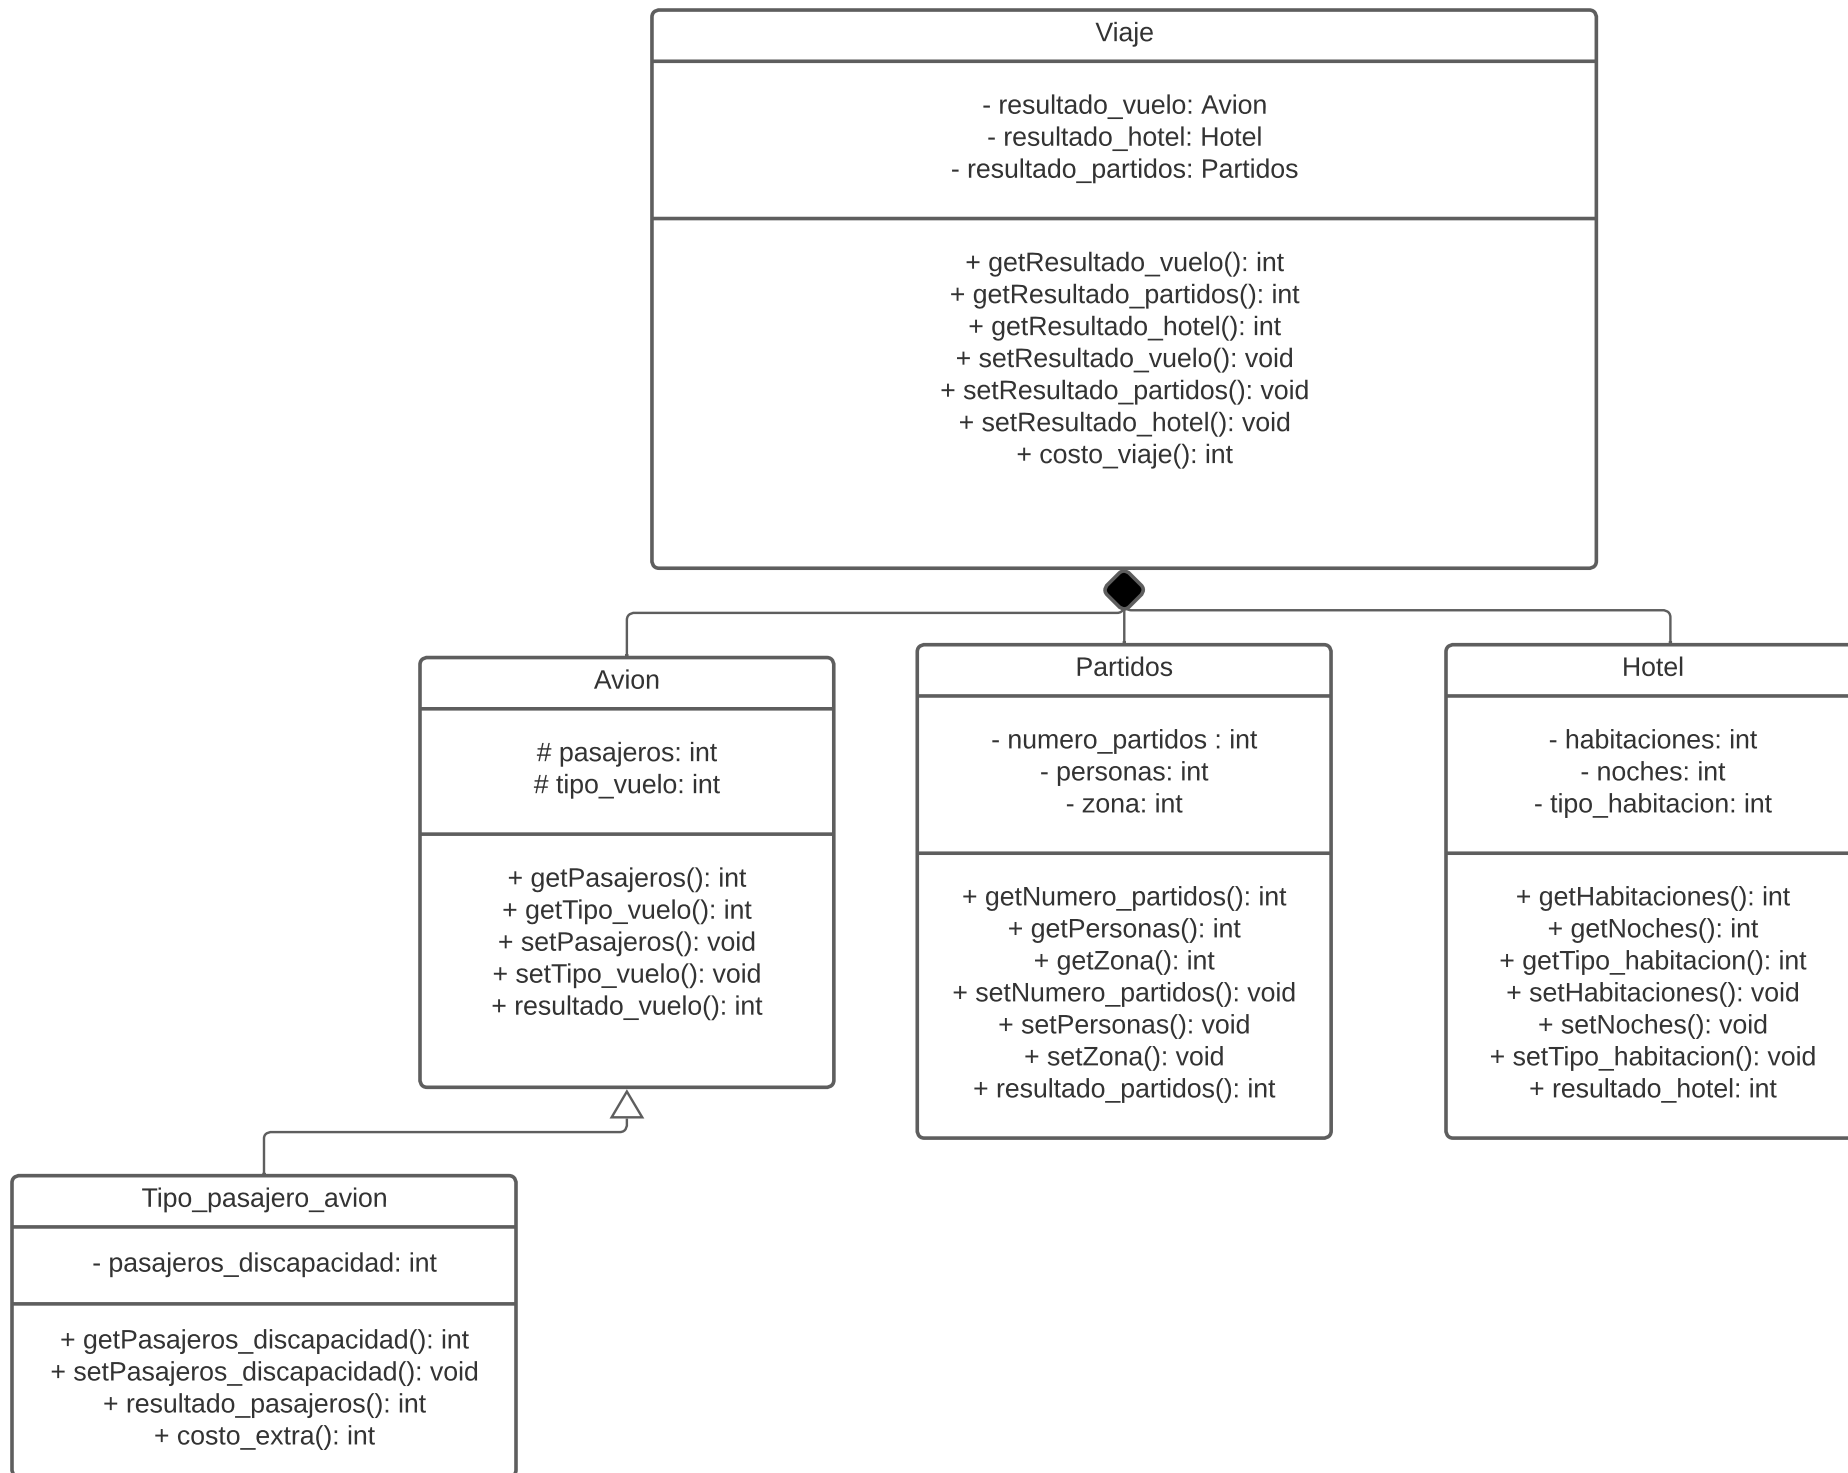 Viaje
- resultado_vuelo: Avion
- resultado_hotel: Hotel
- resultado_partidos: Partidos
+ getResultado_vuelo(): int
+ getResultado_partidos(): int
+ getResultado_hotel(): int
+ setResultado_vuelo(): void
+ setResultado_partidos(): void
+ setResultado_hotel(): void
+ costo_viaje(): int
Avion
# pasajeros: int
# tipo_vuelo: int
+ getPasajeros(): int
+ getTipo_vuelo(): int
+ setPasajeros(): void
+ setTipo_vuelo(): void
+ resultado_vuelo(): int
Partidos
- numero_partidos : int
- personas: int
- zona: int
+ getNumero_partidos(): int
+ getPersonas(): int
+ getZona(): int
+ setNumero_partidos(): void
+ setPersonas(): void
+ setZona(): void
+ resultado_partidos(): int
Hotel
- habitaciones: int
- noches: int
- tipo_habitacion: int
+ getHabitaciones(): int
+ getNoches(): int
+ getTipo_habitacion(): int
+ setHabitaciones(): void
+ setNoches(): void
+ setTipo_habitacion(): void
+ resultado_hotel: int
Tipo_pasajero_avion
- pasajeros_discapacidad: int
+ getPasajeros_discapacidad(): int
+ setPasajeros_discapacidad(): void
+ resultado_pasajeros(): int
+ costo_extra(): int